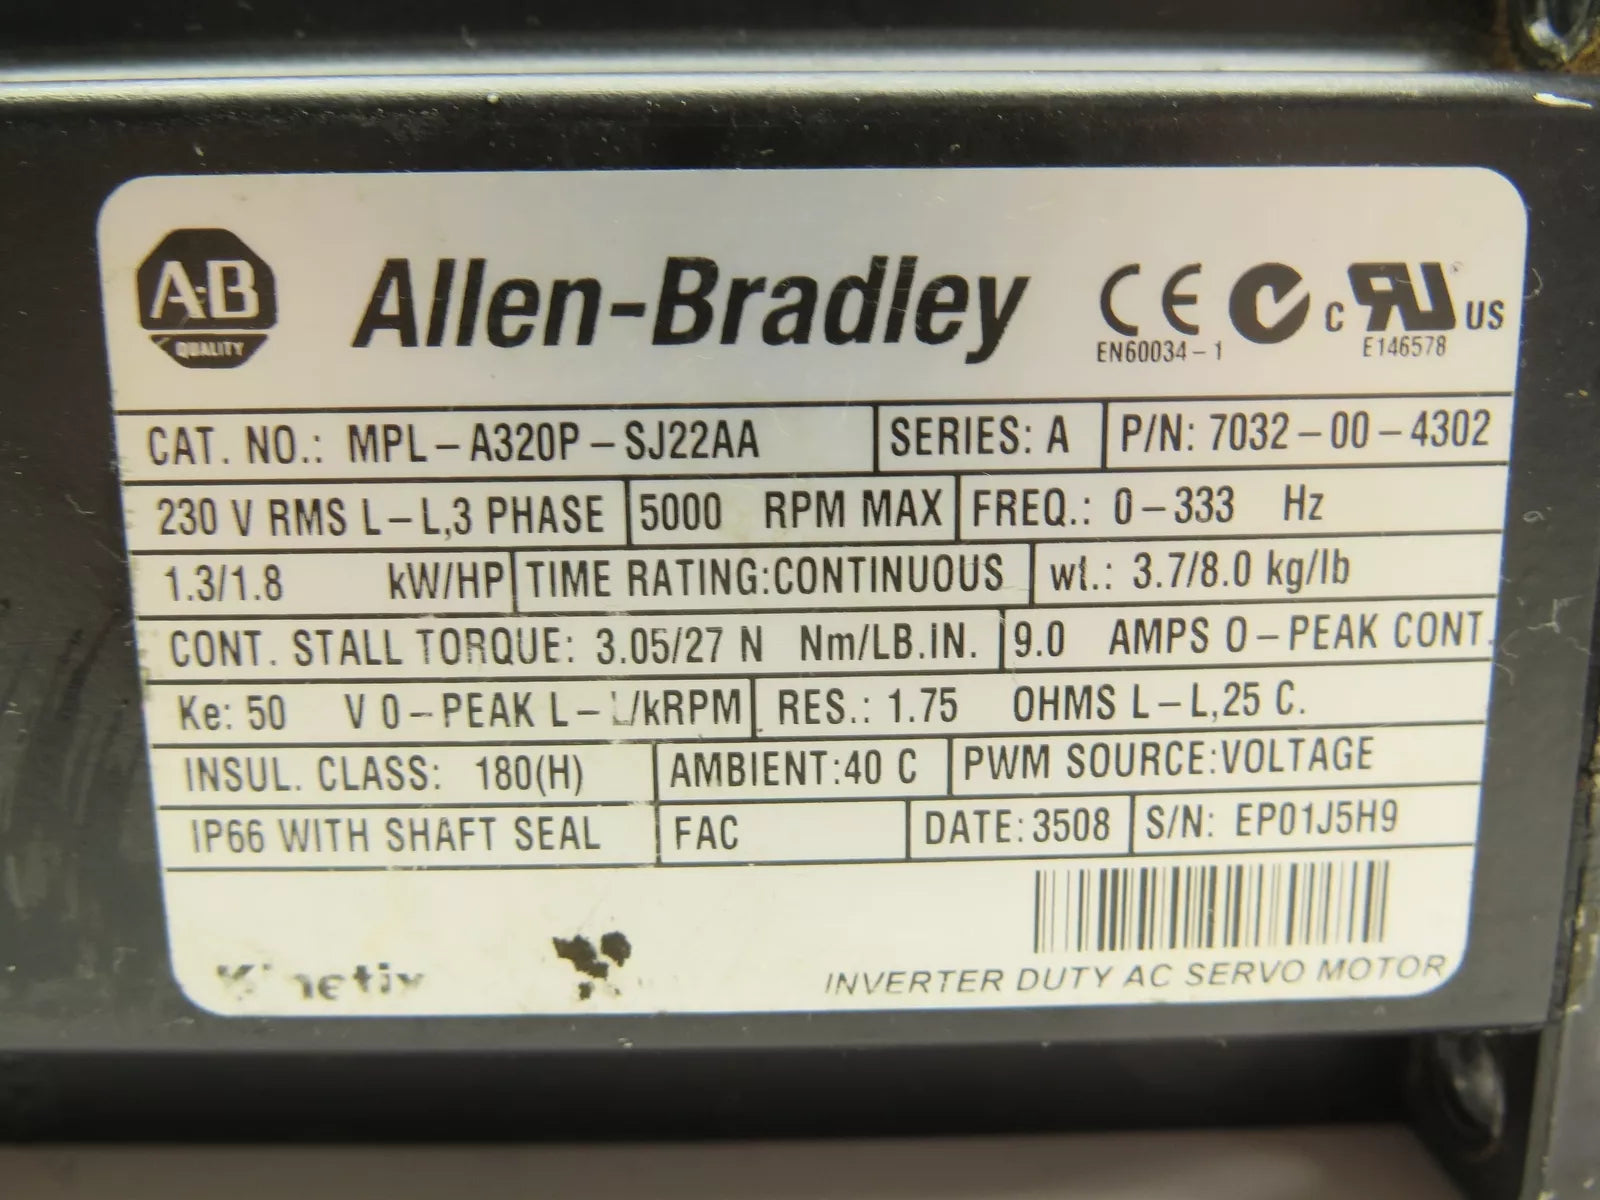 A-B
QUALITY
Allen-Bradley
CE
EN60034-1
c RU US
E146578
CAT. NO.: MPL-A320P-SJ22AA SERIES: A P/N: 7032-00-4302
230 V RMS L-L,3 PHASE 5000 RPM MAX FREQ.: 0-333 Hz
1.3/1.8 kW/HP TIME RATING:CONTINUOUS wt.: 3.7/8.0 kg/lb
CONT. STALL TORQUE: 3.05/27 N Nm/LB.iN. 9.0 AMPS O-PEAK CONT.
Ke: 50 V 0-PEAK L-L/kRPM RES.: 1.75 OHMS L-L,25 C.
INSUL. CLASS: 180(H) AMBIENT:40 C PWM SOURCE:VOLTAGE
IP66 WITH SHAFT SEAL FAC DATE:3508 S/N: EP01J5H9
Kinetix
INVERTER DUTY AC SERVO MOTOR